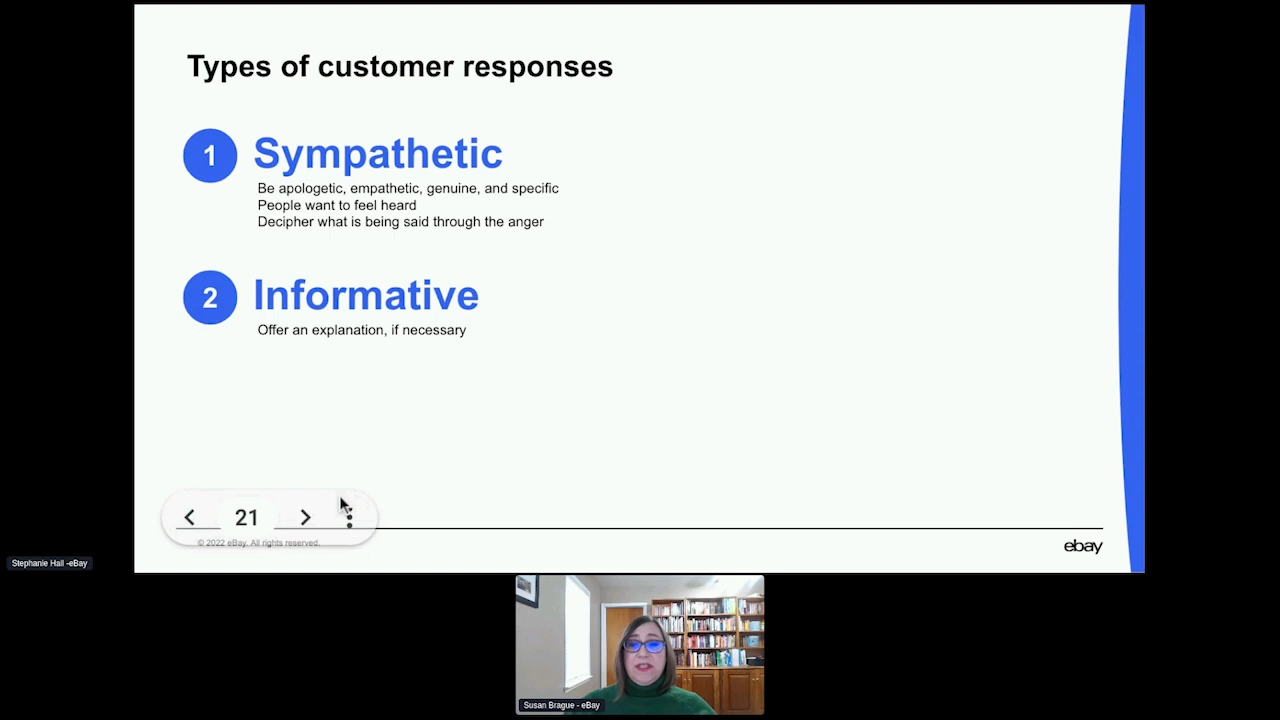 Types of customer responses
1 Sympathetic
Be apologetic, empathetic, genuine, and specific
People want to feel heard
Decipher what is being said through the anger
2 Informative
Offer an explanation, if necessary
21
© 2022 eBay. All rights reserved.
ebay
Stephanie Hall -eBay
Susan Brague - eBay